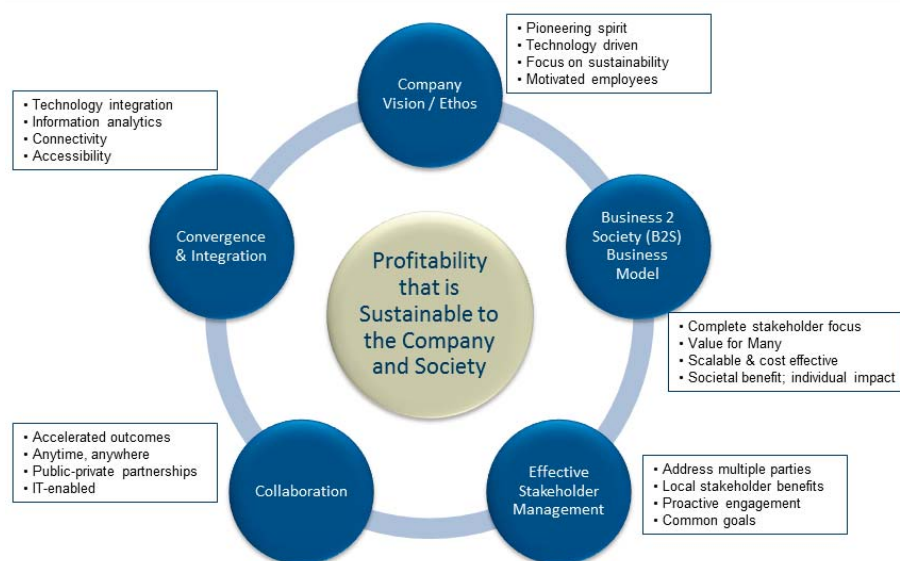 Company
Vision / Ethos
▪ Pioneering spirit
▪ Technology driven
▪ Focus on sustainability
▪ Motivated employees
Business 2
Society (B2S)
Business
Model
▪ Complete stakeholder focus
▪ Value for Many
▪ Scalable & cost effective
▪ Societal benefit; individual impact
Effective
Stakeholder
Management
▪ Address multiple parties
▪ Local stakeholder benefits
▪ Proactive engagement
▪ Common goals
Collaboration
▪ Accelerated outcomes
▪ Anytime, anywhere
▪ Public-private partnerships
▪ IT-enabled
Convergence
& Integration
▪ Technology integration
▪ Information analytics
▪ Connectivity
▪ Accessibility
Profitability
that is
Sustainable to
the Company
and Society